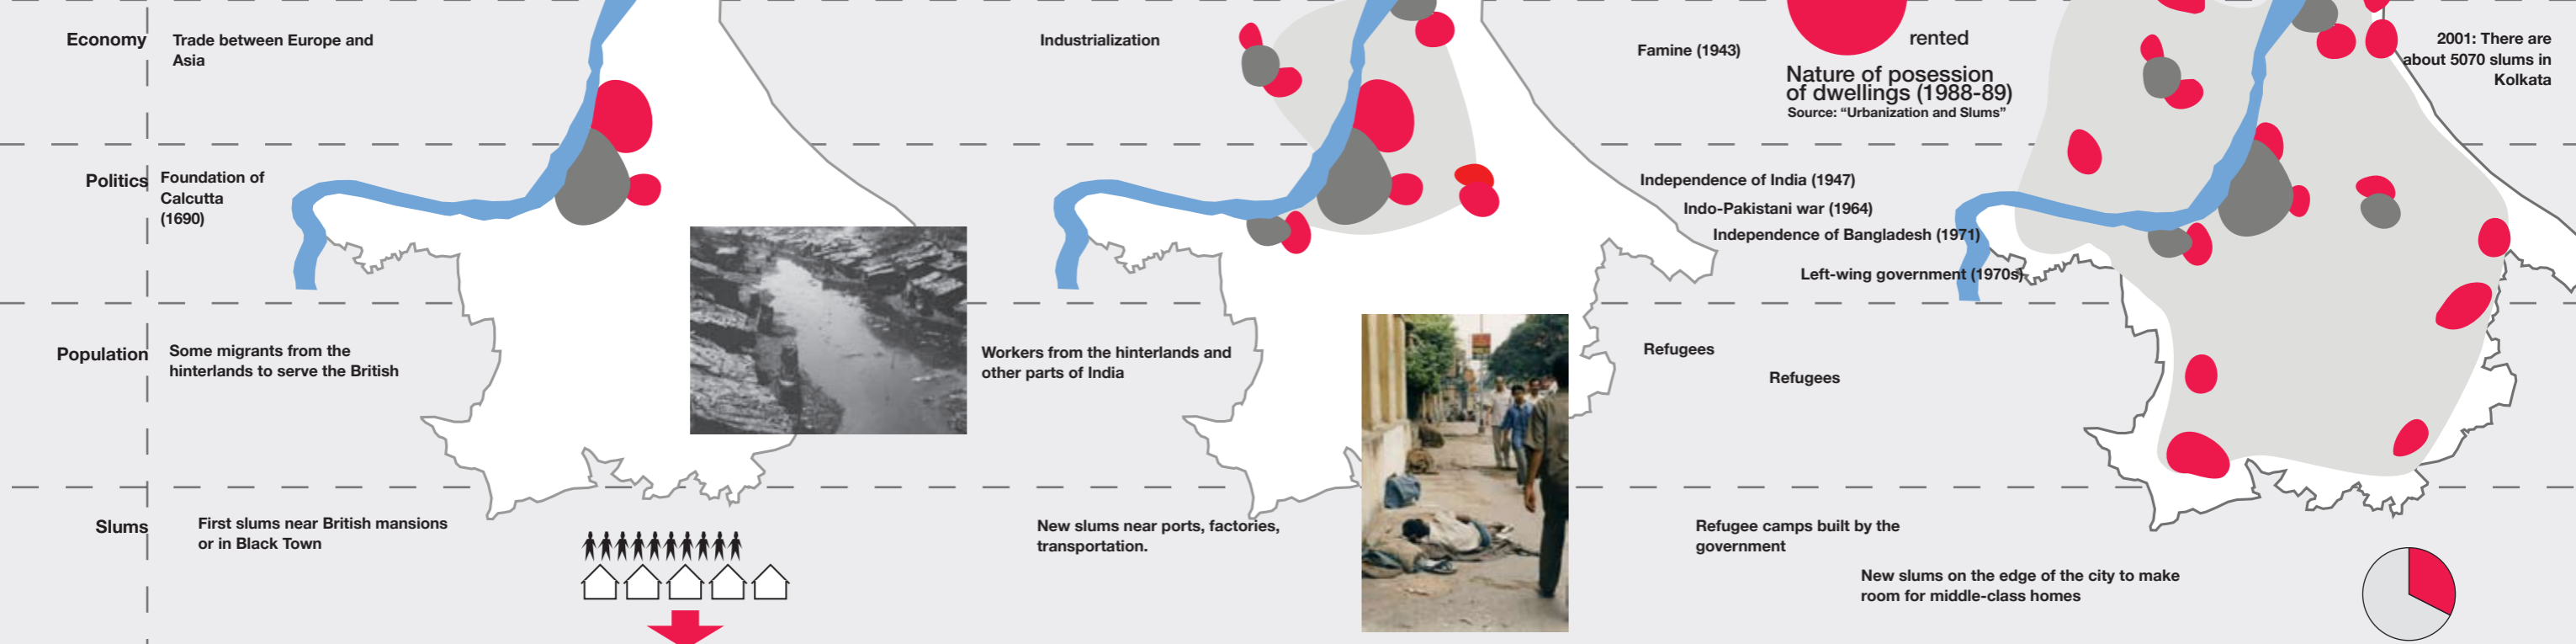 Economy
Trade between Europe and
Asia
Industrialization
Famine (1943)
rented
Nature of posession
of dwellings (1988-89)
Source: “Urbanization and Slums”
2001: There are
about 5070 slums in
Kolkata
Politics
Foundation of
Calcutta
(1690)
Independence of India (1947)
Indo-Pakistani war (1964)
Independence of Bangladesh (1971)
Left-wing government (1970s)
Population
Some migrants from the
hinterlands to serve the British
Workers from the hinterlands and
other parts of India
Refugees
Refugees
Slums
First slums near British mansions
or in Black Town
New slums near ports, factories,
transportation.
Refugee camps built by the
government
New slums on the edge of the city to make
room for middle-class homes